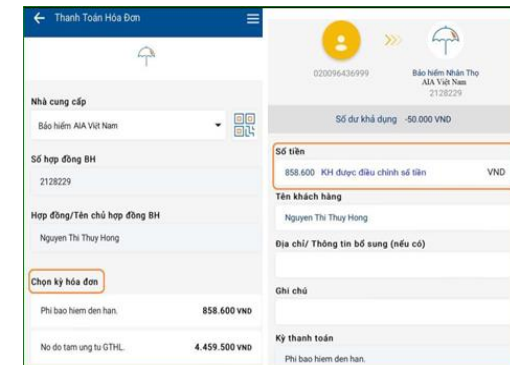 Thanh Toán Hóa Đơn
Nhà cung cấp
Bảo hiểm AIA Việt Nam
Số hợp đồng BH
2128229
Hợp đồng/Tên chủ hợp đồng BH
Nguyen Thi Thuy Hong
Chọn kỳ hóa đơn
Phi bao hiem den han. 858.600 VND
No do tam ung tu GTHL. 4.459.500 VND
020096436999
Bảo hiểm Nhân Thọ
AIA Việt Nam
2128229
Số dư khả dụng -50.000 VND
Số tiền
858.600 KH được điều chỉnh số tiền VND
Tên khách hàng
Nguyen Thi Thuy Hong
Địa chỉ/ Thông tin bổ sung (nếu có)
Ghi chú
Kỳ thanh toán
Phi bao hiem den han.